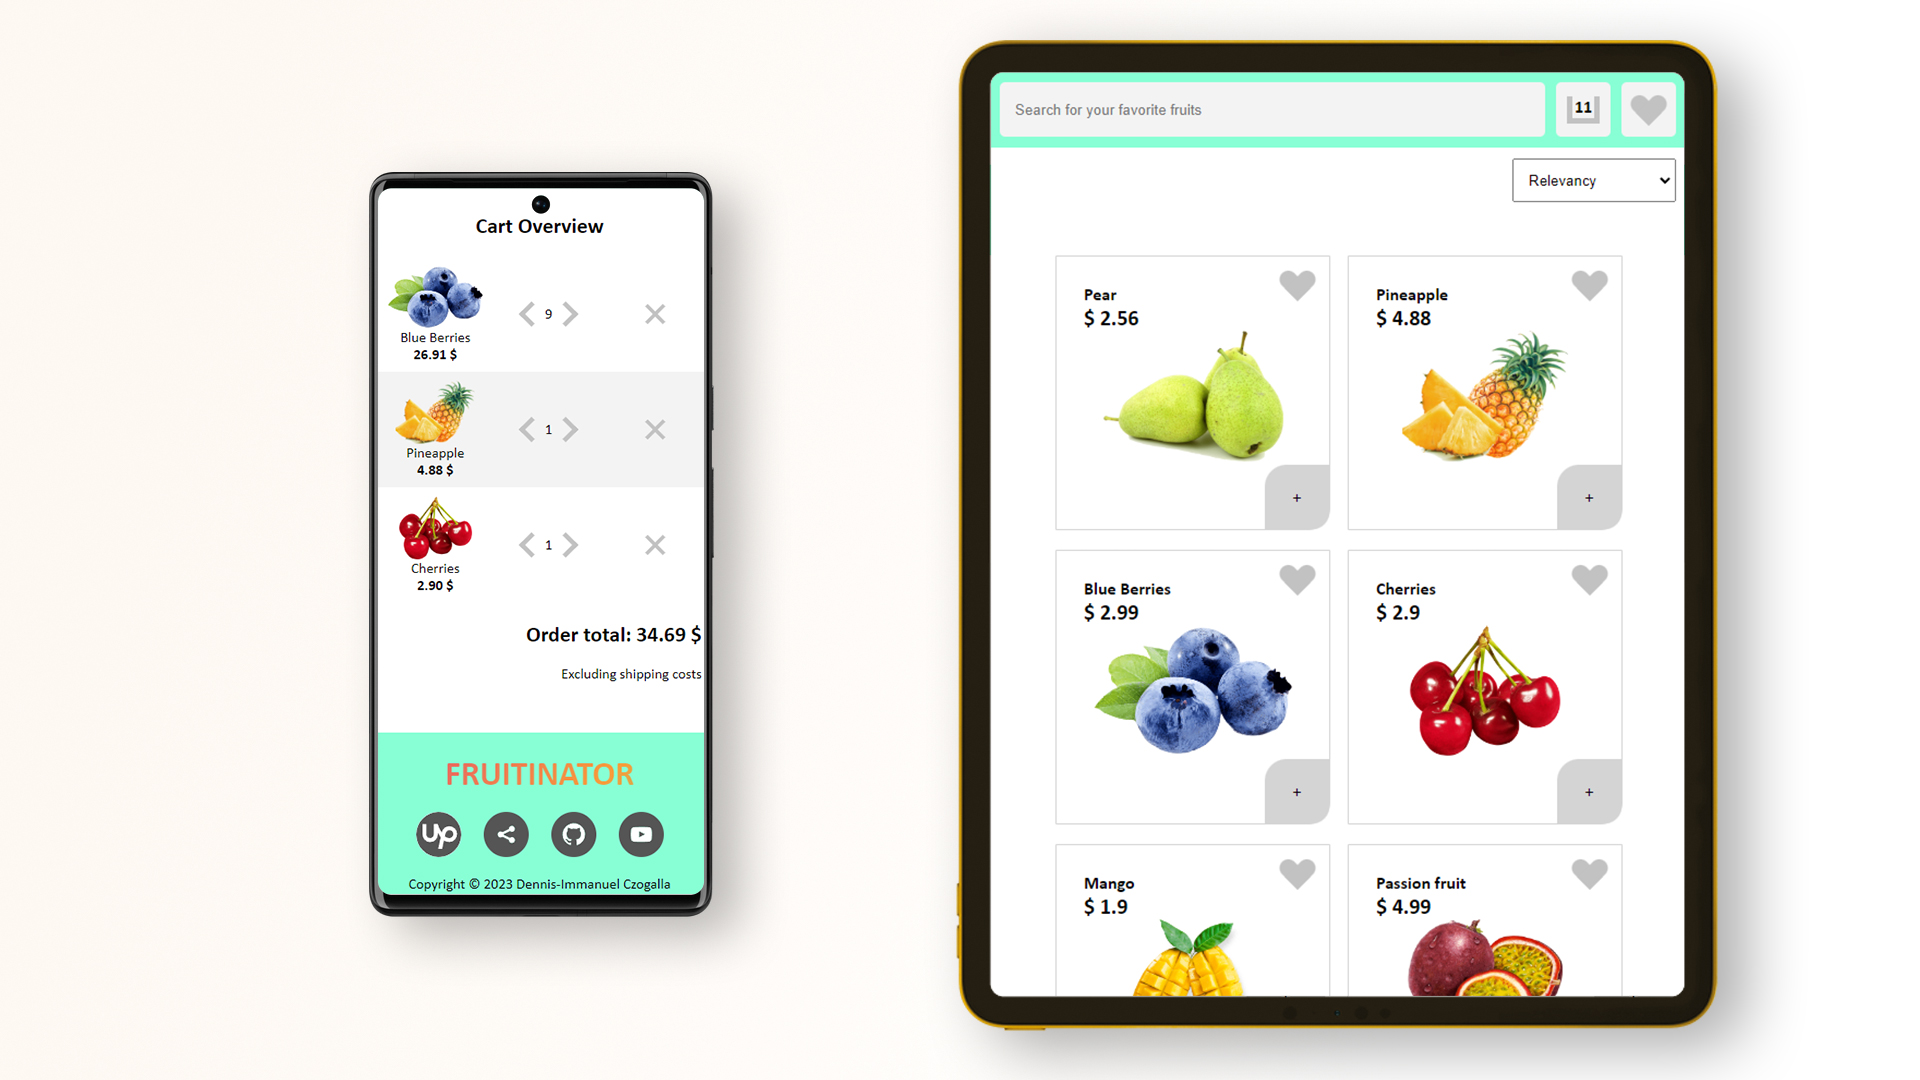 Cart Overview
9
Blue Berries
26.91 $
1
Pineapple
4.88 $
1
Cherries
2.90 $
Order total: 34.69 $
Excluding shipping costs
FRUITINATOR
Up
Copyright © 2023 Dennis-Immanuel Czogalla
Search for your favorite fruits
11
Relevancy
Pear
$ 2.56
+
Pineapple
$ 4.88
+
Blue Berries
$ 2.99
+
Cherries
$ 2.9
+
Mango
$ 1.9
Passion fruit
$ 4.99